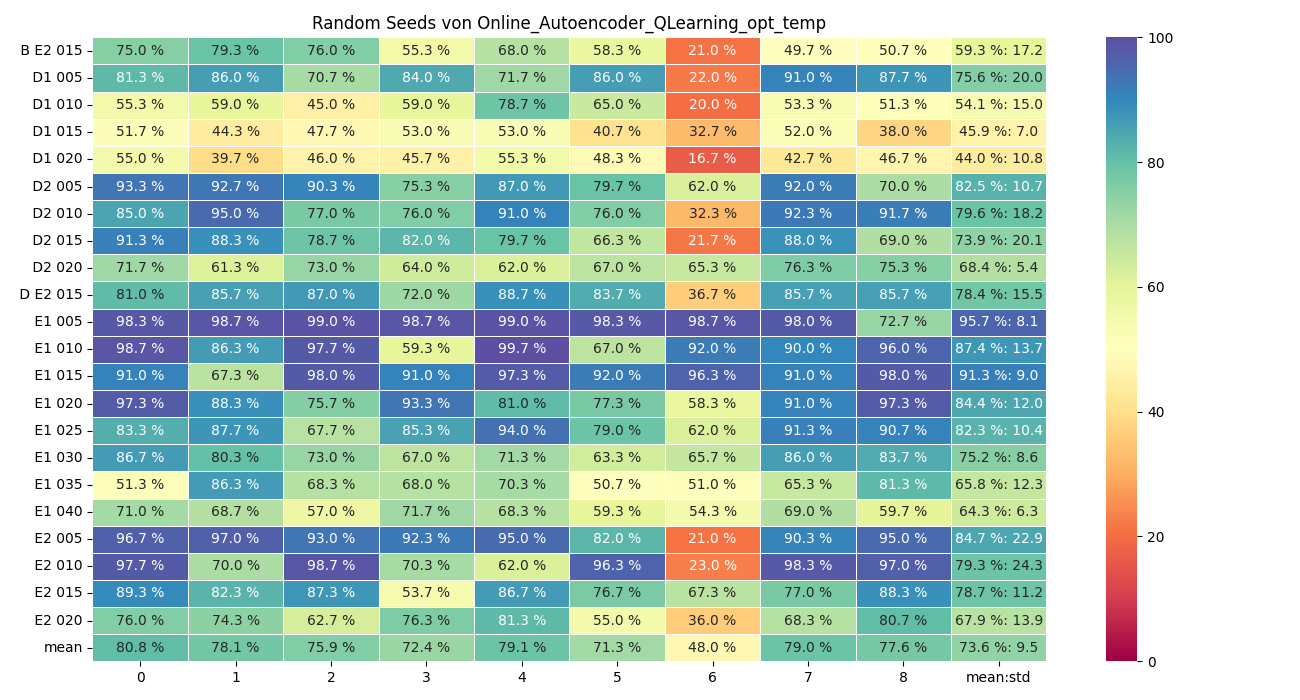 Random Seeds von Online_Autoencoder_QLearning_opt_temp
B E2 015 75.0 % 79.3 % 76.0 % 55.3 % 68.0 % 58.3 % 21.0 % 49.7 % 50.7 % 59.3 %: 17.2
D1 005 81.3 % 86.0 % 70.7 % 84.0 % 71.7 % 86.0 % 22.0 % 91.0 % 87.7 % 75.6 %: 20.0
D1 010 55.3 % 59.0 % 45.0 % 59.0 % 78.7 % 65.0 % 20.0 % 53.3 % 51.3 % 54.1 %: 15.0
D1 015 51.7 % 44.3 % 47.7 % 53.0 % 53.0 % 40.7 % 32.7 % 52.0 % 38.0 % 45.9 %: 7.0
D1 020 55.0 % 39.7 % 46.0 % 45.7 % 55.3 % 48.3 % 16.7 % 42.7 % 46.7 % 44.0 %: 10.8
D2 005 93.3 % 92.7 % 90.3 % 75.3 % 87.0 % 79.7 % 62.0 % 92.0 % 70.0 % 82.5 %: 10.7
D2 010 85.0 % 95.0 % 77.0 % 76.0 % 91.0 % 76.0 % 32.3 % 92.3 % 91.7 % 79.6 %: 18.2
D2 015 91.3 % 88.3 % 78.7 % 82.0 % 79.7 % 66.3 % 21.7 % 88.0 % 69.0 % 73.9 %: 20.1
D2 020 71.7 % 61.3 % 73.0 % 64.0 % 62.0 % 67.0 % 65.3 % 76.3 % 75.3 % 68.4 %: 5.4
D E2 015 81.0 % 85.7 % 87.0 % 72.0 % 88.7 % 83.7 % 36.7 % 85.7 % 85.7 % 78.4 %: 15.5
E1 005 98.3 % 98.7 % 99.0 % 98.7 % 99.0 % 98.3 % 98.7 % 98.0 % 72.7 % 95.7 %: 8.1
E1 010 98.7 % 86.3 % 97.7 % 59.3 % 99.7 % 67.0 % 92.0 % 90.0 % 96.0 % 87.4 %: 13.7
E1 015 91.0 % 67.3 % 98.0 % 91.0 % 97.3 % 92.0 % 96.3 % 91.0 % 98.0 % 91.3 %: 9.0
E1 020 97.3 % 88.3 % 75.7 % 93.3 % 81.0 % 77.3 % 58.3 % 91.0 % 97.3 % 84.4 %: 12.0
E1 025 83.3 % 87.7 % 67.7 % 85.3 % 94.0 % 79.0 % 62.0 % 91.3 % 90.7 % 82.3 %: 10.4
E1 030 86.7 % 80.3 % 73.0 % 67.0 % 71.3 % 63.3 % 65.7 % 86.0 % 83.7 % 75.2 %: 8.6
E1 035 51.3 % 86.3 % 68.3 % 68.0 % 70.3 % 50.7 % 51.0 % 65.3 % 81.3 % 65.8 %: 12.3
E1 040 71.0 % 68.7 % 57.0 % 71.7 % 68.3 % 59.3 % 54.3 % 69.0 % 59.7 % 64.3 %: 6.3
E2 005 96.7 % 97.0 % 93.0 % 92.3 % 95.0 % 82.0 % 21.0 % 90.3 % 95.0 % 84.7 %: 22.9
E2 010 97.7 % 70.0 % 98.7 % 70.3 % 62.0 % 96.3 % 23.0 % 98.3 % 97.0 % 79.3 %: 24.3
E2 015 89.3 % 82.3 % 87.3 % 53.7 % 86.7 % 76.7 % 67.3 % 77.0 % 88.3 % 78.7 %: 11.2
E2 020 76.0 % 74.3 % 62.7 % 76.3 % 81.3 % 55.0 % 36.0 % 68.3 % 80.7 % 67.9 %: 13.9
mean 80.8 % 78.1 % 75.9 % 72.4 % 79.1 % 71.3 % 48.0 % 79.0 % 77.6 % 73.6 %: 9.5
0 1 2 3 4 5 6 7 8 mean:std
100
80
60
40
20
0